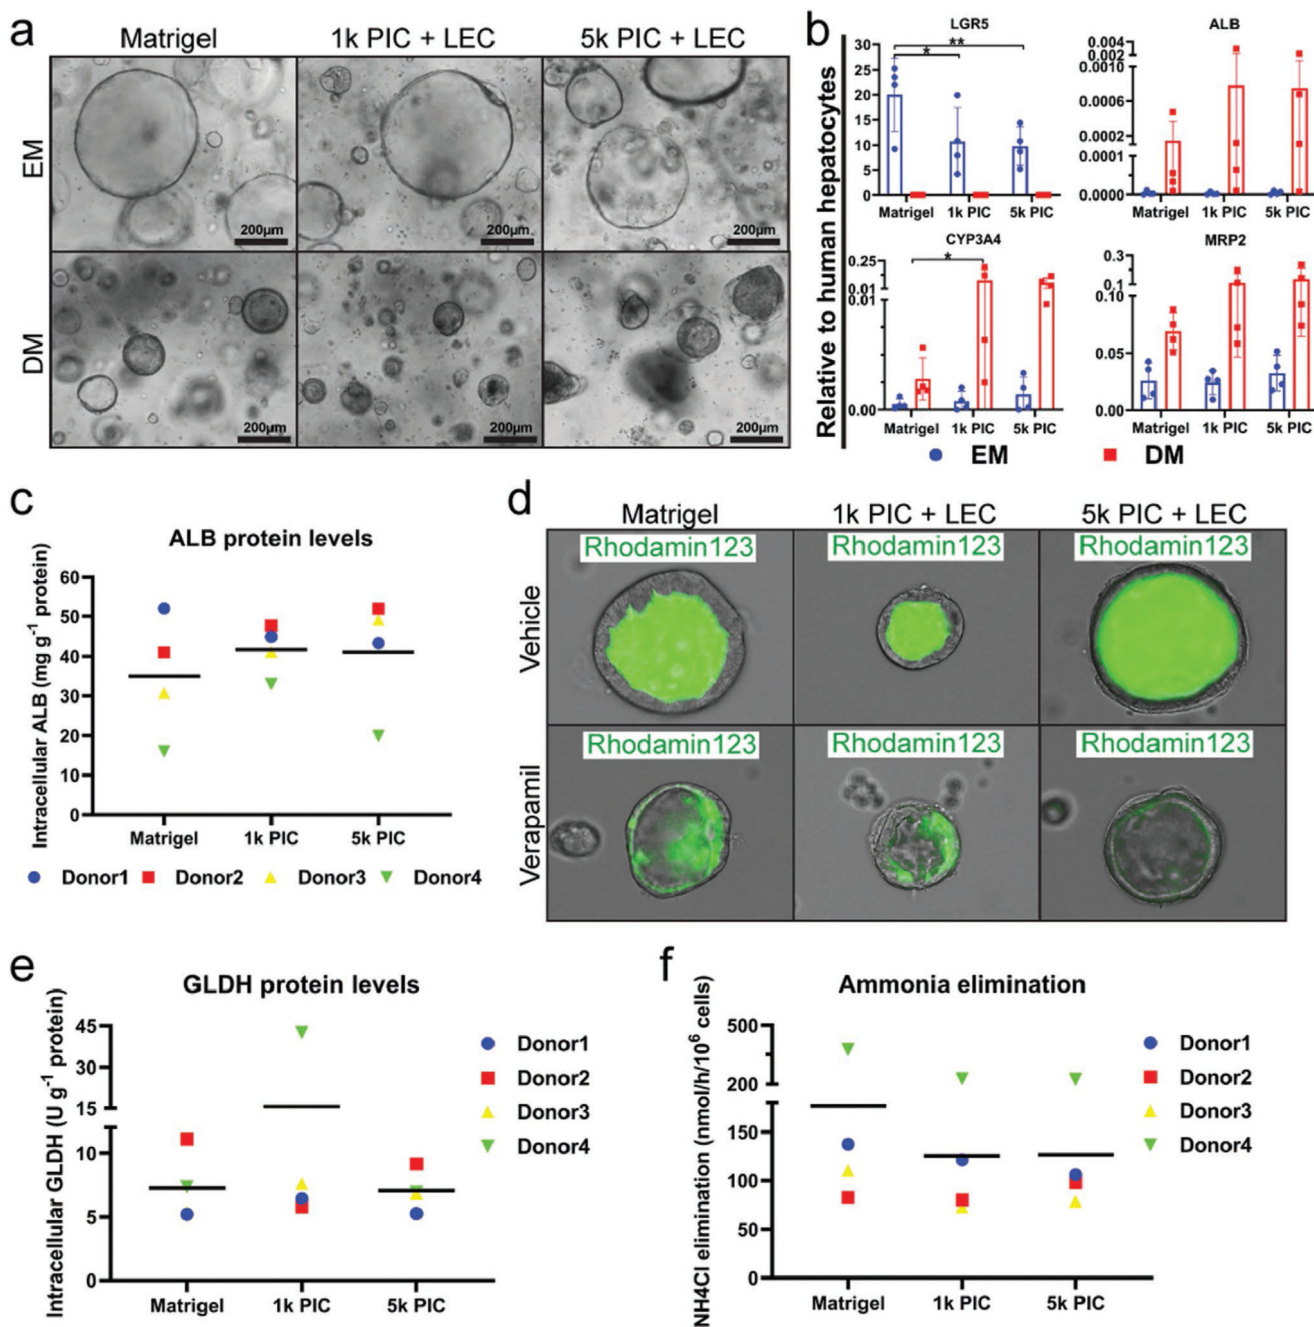 a
Matrigel
1k PIC + LEC
5k PIC + LEC
EM
200µm
200µm
200µm
DM
200µm
200µm
200µm
b
Relative to human hepatocytes
LGR5
30
25
20
15
10
5
0
**
*
Matrigel
1k PIC
5k PIC
ALB
0.004
0.002
0.0010
0.0006
0.0002
0.0001
0.0000
Matrigel
1k PIC
5k PIC
CYP3A4
0.25
0.01
0.01
0.00
*
Matrigel
1k PIC
5k PIC
MRP2
0.3
0.1
0.10
0.05
0.00
Matrigel
1k PIC
5k PIC
EM
DM
c
ALB protein levels
Intracellular ALB (mg g⁻¹ protein)
60
50
40
30
20
10
0
Matrigel
1k PIC
5k PIC
Donor1
Donor2
Donor3
Donor4
d
Matrigel
1k PIC + LEC
5k PIC + LEC
Vehicle
Rhodamin123
Rhodamin123
Rhodamin123
Verapamil
Rhodamin123
Rhodamin123
Rhodamin123
e
GLDH protein levels
Intracellular GLDH (U g⁻¹ protein)
45
30
15
10
5
0
Matrigel
1k PIC
5k PIC
Donor1
Donor2
Donor3
Donor4
f
Ammonia elimination
NH4Cl elimination (nmol/h/10⁶ cells)
500
200
150
100
50
0
Matrigel
1k PIC
5k PIC
Donor1
Donor2
Donor3
Donor4